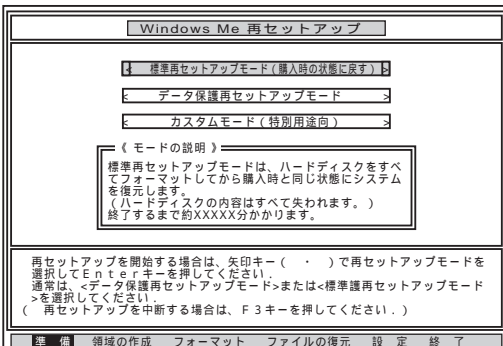 Windows Me 再セットアップ
< 標準再セットアップモード(購入時の状態に戻す) >
< データ保護再セットアップモード >
< カスタムモード(特別用途向) >
《 モードの説明 》
標準再セットアップモードは、ハードディスクをすべ
てフォーマットしてから購入時と同じ状態にシステム
を復元します。
(ハードディスクの内容はすべて失われます。)
終了するまで約XXXXX分かかります。
再セットアップを開始する場合は、矢印キー( ・ )で再セットアップモードを
選択してEnterキーを押してください.
通常は、<データ保護再セットアップモード>または<標準護再セットアップモード
>を選択してください.
( 再セットアップを中断する場合は、F3キーを押してください.)
準 備 領域の作成 フォーマット ファイルの復元 設 定 終 了